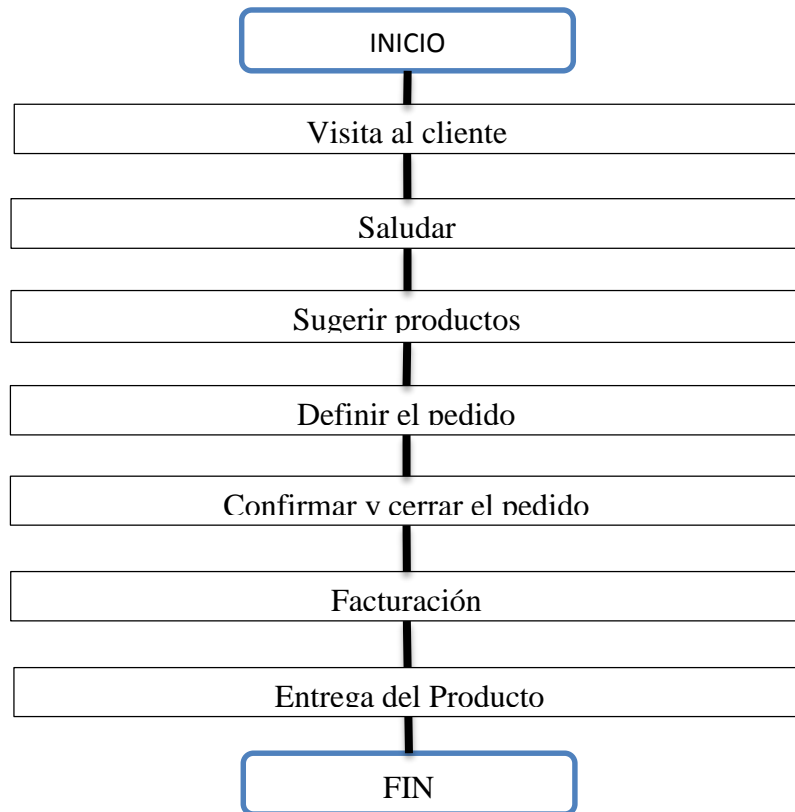 INICIO
Visita al cliente
Saludar
Sugerir productos
Definir el pedido
Confirmar y cerrar el pedido
Facturación
Entrega del Producto
FIN